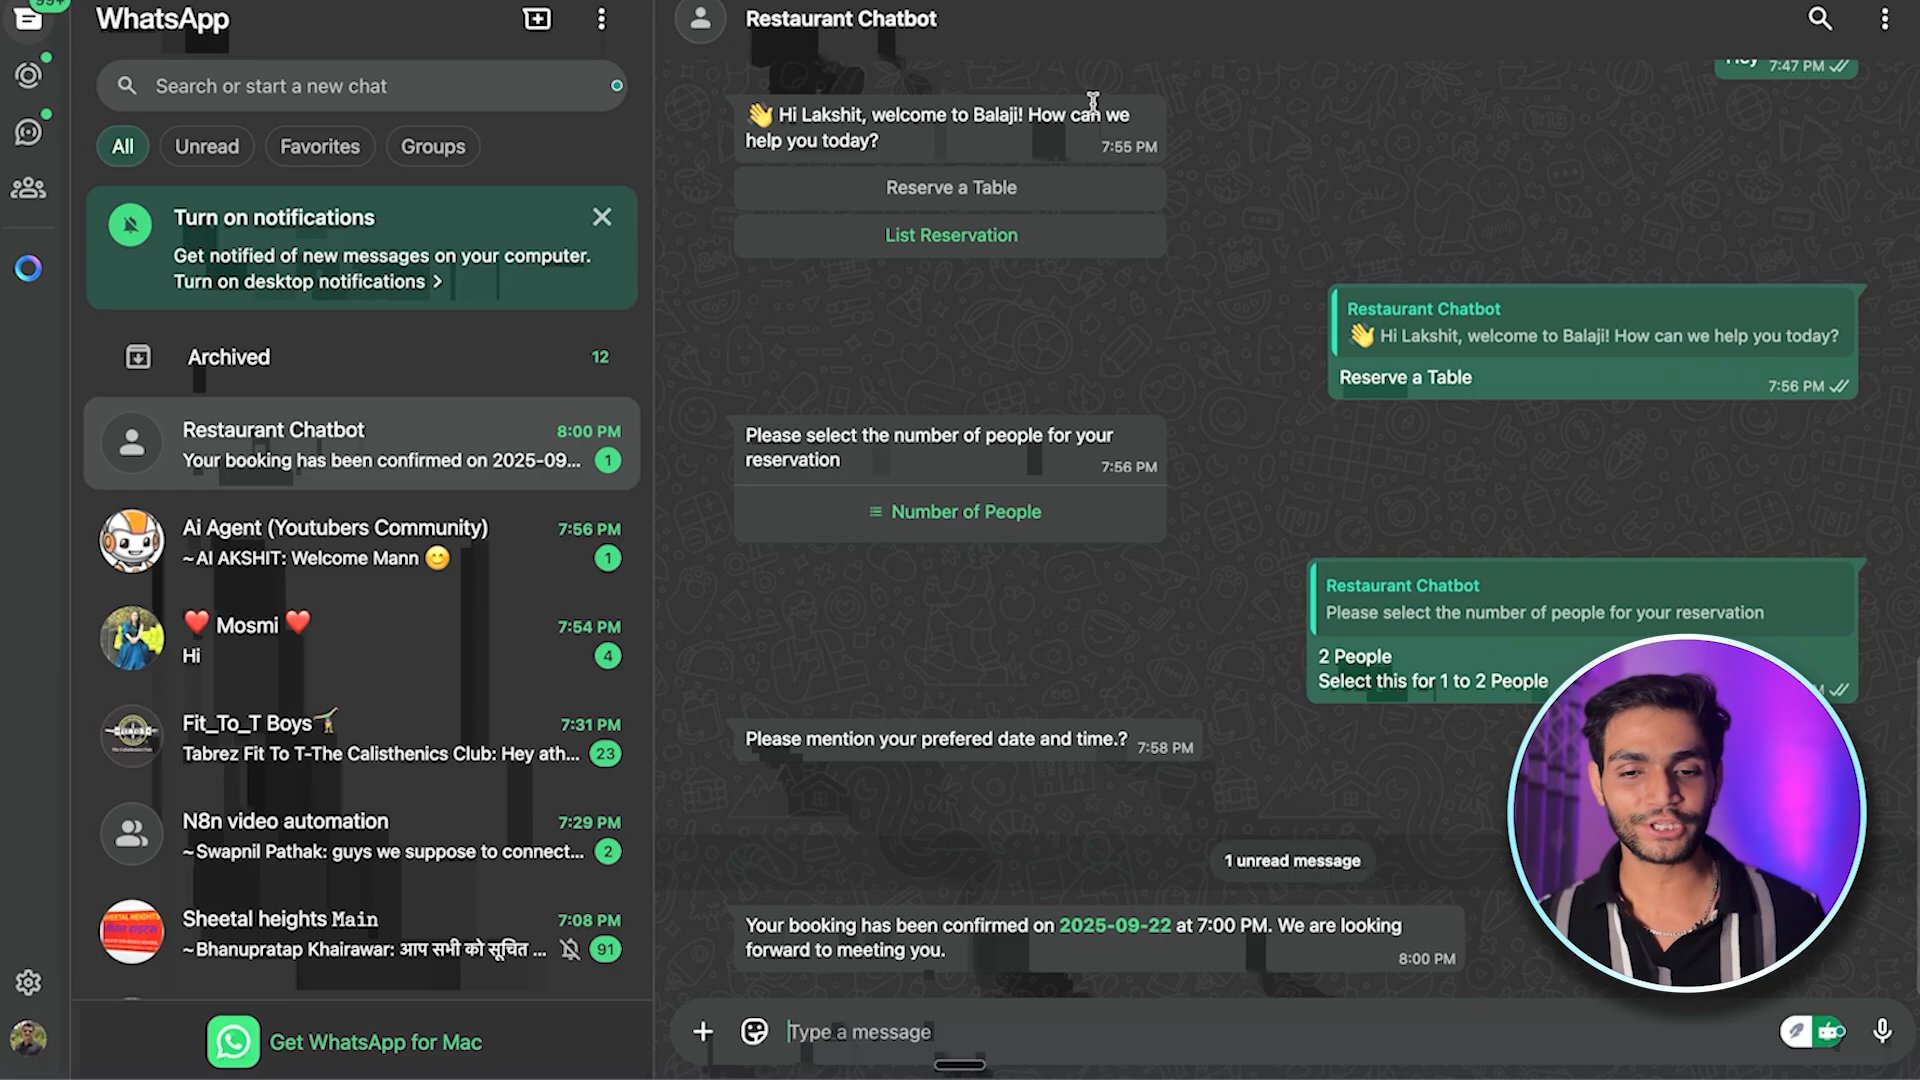 99+
WhatsApp
Search or start a new chat
All
Unread
Favorites
Groups
Turn on notifications
Get notified of new messages on your computer.
Turn on desktop notifications >
Archived
12
Restaurant Chatbot
8:00 PM
Your booking has been confirmed on 2025-09...
1
Ai Agent (Youtubers Community)
7:56 PM
~AI AKSHIT: Welcome Mann 😊
1
❤️ Mosmi ❤️
7:54 PM
Hi
4
Fit_To_T Boys🤸
7:31 PM
Tabrez Fit To T-The Calisthenics Club: Hey ath...
23
N8n video automation
7:29 PM
~Swapnil Pathak: guys we suppose to connect...
2
SHEETAL HEIGHTS
Sheetal heights Main
7:08 PM
~Bhanupratap Khairawar: आप सभी को सूचित ...
91
Get WhatsApp for Mac
Restaurant Chatbot
Hey
7:47 PM
👋 Hi Lakshit, welcome to Balaji! How can we
help you today?
7:55 PM
Reserve a Table
List Reservation
Restaurant Chatbot
👋 Hi Lakshit, welcome to Balaji! How can we help you today?
Reserve a Table
7:56 PM
Please select the number of people for your
reservation
7:56 PM
Number of People
Restaurant Chatbot
Please select the number of people for your reservation
2 People
Select this for 1 to 2 People
Please mention your prefered date and time.?
7:58 PM
1 unread message
Your booking has been confirmed on 2025-09-22 at 7:00 PM. We are looking
forward to meeting you.
8:00 PM
Type a message